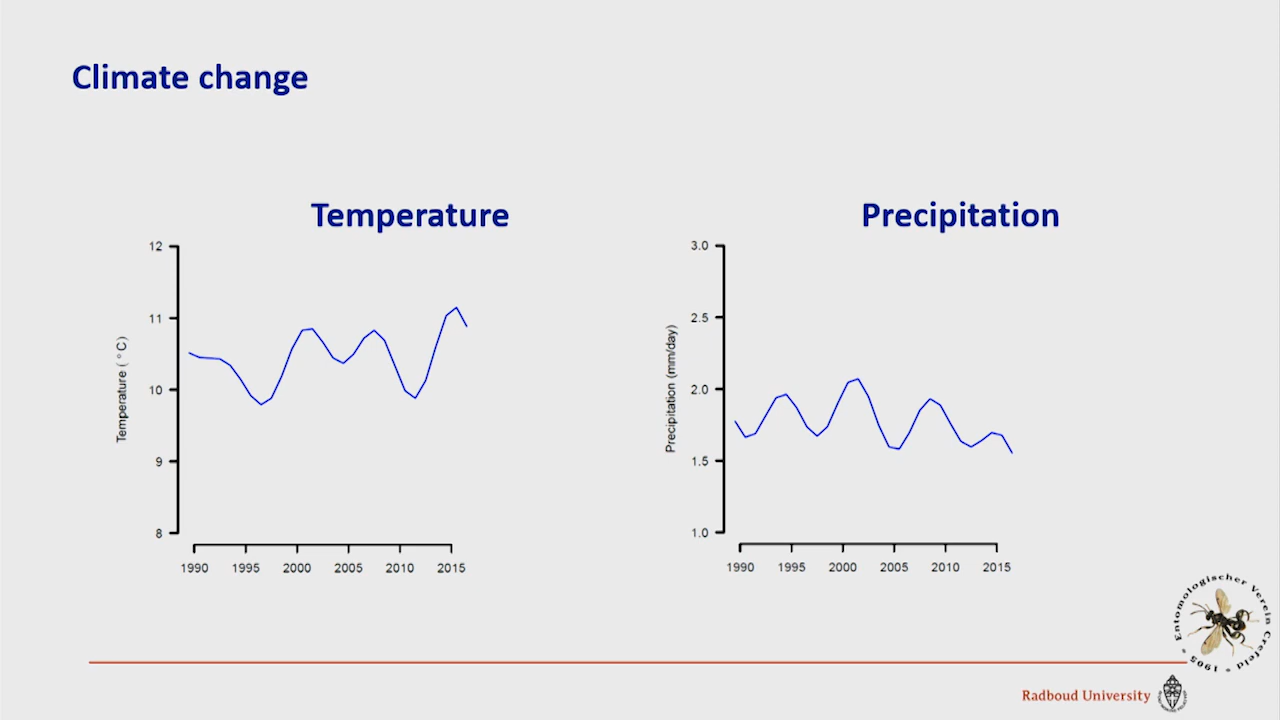 Climate change
Temperature
12
11
10
9
8
Temperature ( °C)
1990 1995 2000 2005 2010 2015
Precipitation
3.0
2.5
2.0
1.5
1.0
Precipitation (mm/day)
1990 1995 2000 2005 2010 2015
Entomologischer Verein Crefeld * 1905 *
Radboud University